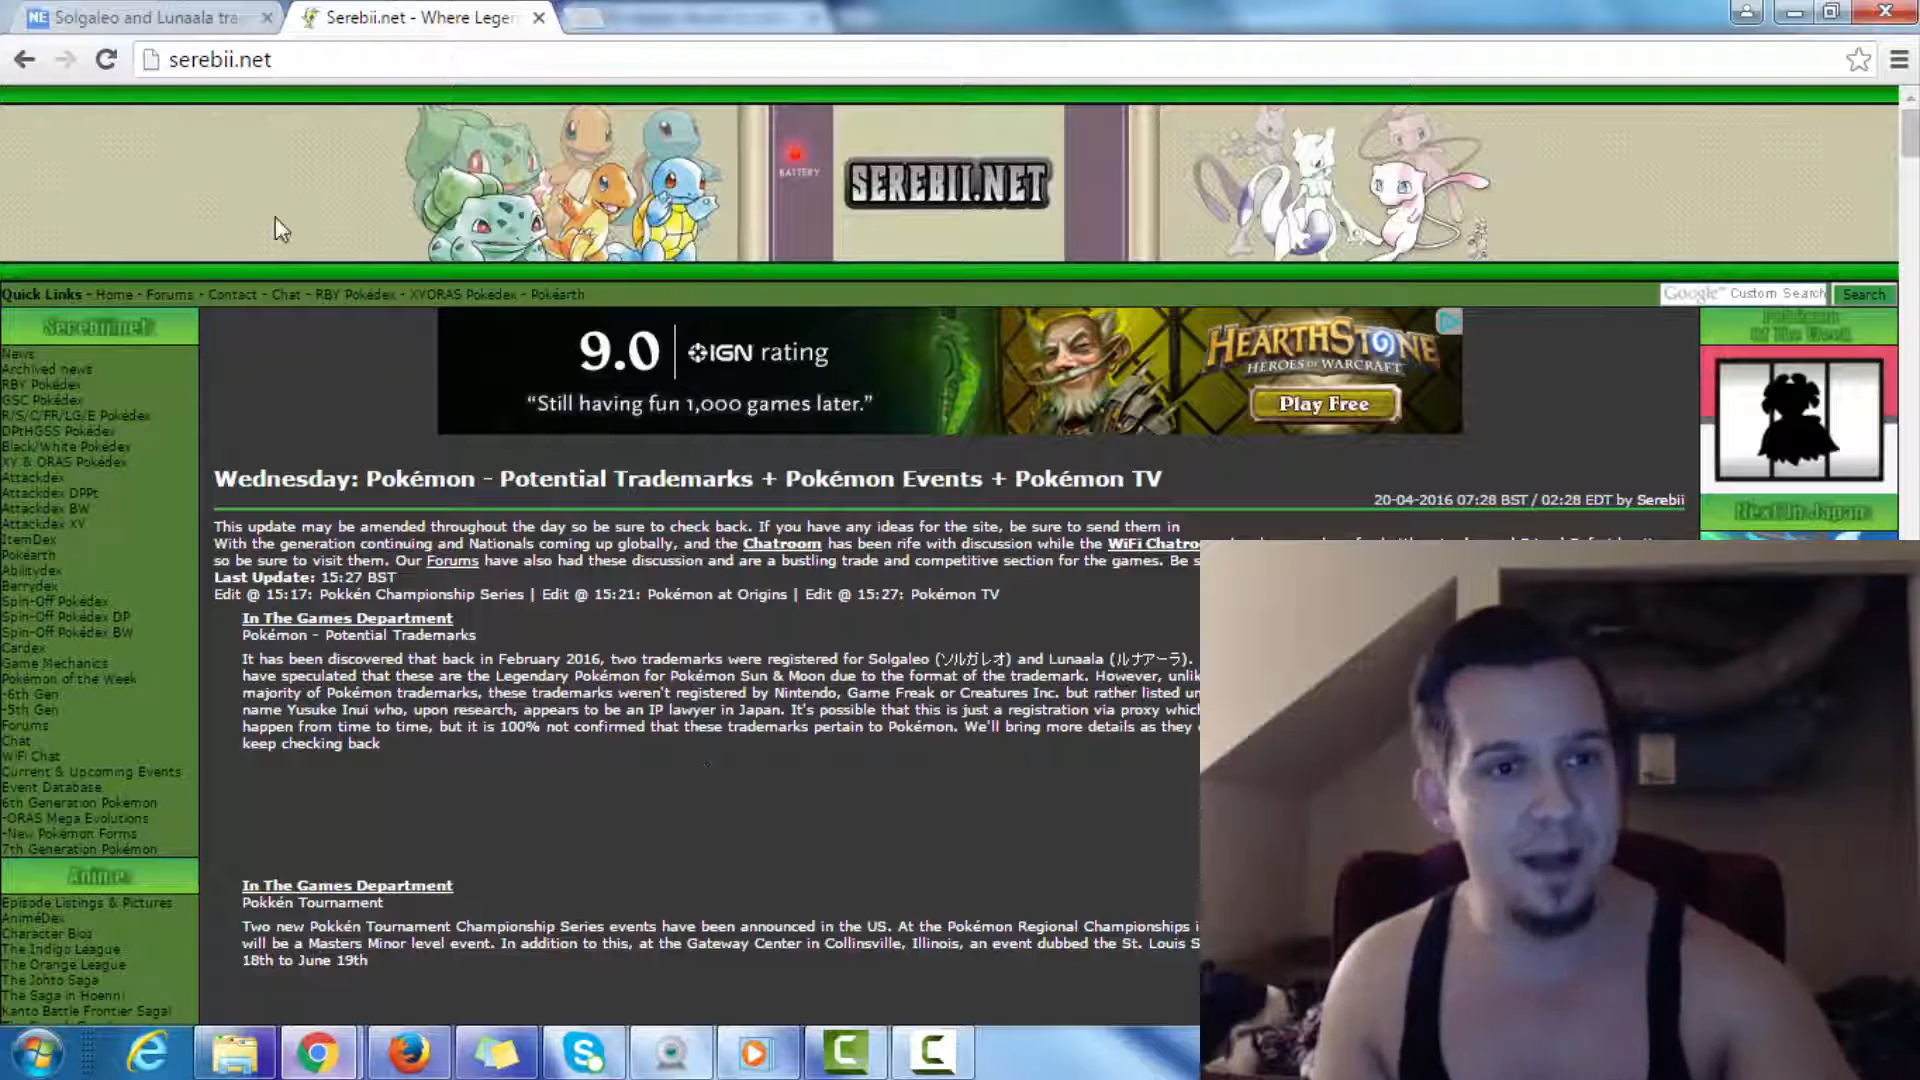 NE Solgaleo and Lunaala tra
Serebii.net - Where Legen
serebii.net
BATTERY
SEREBII.NET
Quick Links - Home - Forums - Contact - Chat - RBY Pokédex - XYORAS Pokédex - Pokéarth
Google™ Custom Search
Search
Serebii.net
News
Archived news
RBY Pokédex
GSC Pokédex
R/S/C/FR/LG/E Pokédex
DPtHGSS Pokédex
Black/White Pokédex
XY & ORAS Pokédex
Attackdex
Attackdex DPPt
Attackdex BW
Attackdex XY
ItemDex
Pokéarth
Abilitydex
Berrydex
Spin-Off Pokédex
Spin-Off Pokédex DP
Spin-Off Pokédex BW
Cardex
Game Mechanics
Pokémon of the Week
-6th Gen
-5th Gen
Forums
Chat
WiFi Chat
Current & Upcoming Events
Event Database
6th Generation Pokémon
-ORAS Mega Evolutions
-New Pokémon Forms
7th Generation Pokémon
Anime
Episode Listings & Pictures
AniméDex
Character Bios
The Indigo League
The Orange League
The Johto Saga
The Saga in Hoenn!
Kanto Battle Frontier Saga!
9.0 IGN rating
“Still having fun 1,000 games later.”
HEARTHSTONE
HEROES OF WARCRAFT
Play Free
Pokémon
Of The Week
Next In Japan
Wednesday: Pokémon - Potential Trademarks + Pokémon Events + Pokémon TV
20-04-2016 07:28 BST / 02:28 EDT by Serebii
This update may be amended throughout the day so be sure to check back. If you have any ideas for the site, be sure to send them in
With the generation continuing and Nationals coming up globally, and the Chatroom has been rife with discussion while the WiFi Chatroo
so be sure to visit them. Our Forums have also had these discussion and are a bustling trade and competitive section for the games. Be s
Last Update: 15:27 BST
Edit @ 15:17: Pokkén Championship Series | Edit @ 15:21: Pokémon at Origins | Edit @ 15:27: Pokémon TV
In The Games Department
Pokémon - Potential Trademarks
It has been discovered that back in February 2016, two trademarks were registered for Solgaleo (ソルガレオ) and Lunaala (ルナアーラ).
have speculated that these are the Legendary Pokémon for Pokémon Sun & Moon due to the format of the trademark. However, unlik
majority of Pokémon trademarks, these trademarks weren't registered by Nintendo, Game Freak or Creatures Inc. but rather listed un
name Yusuke Inui who, upon research, appears to be an IP lawyer in Japan. It's possible that this is just a registration via proxy which
happen from time to time, but it is 100% not confirmed that these trademarks pertain to Pokémon. We'll bring more details as they c
keep checking back
In The Games Department
Pokkén Tournament
Two new Pokkén Tournament Championship Series events have been announced in the US. At the Pokémon Regional Championships i
will be a Masters Minor level event. In addition to this, at the Gateway Center in Collinsville, Illinois, an event dubbed the St. Louis S
18th to June 19th